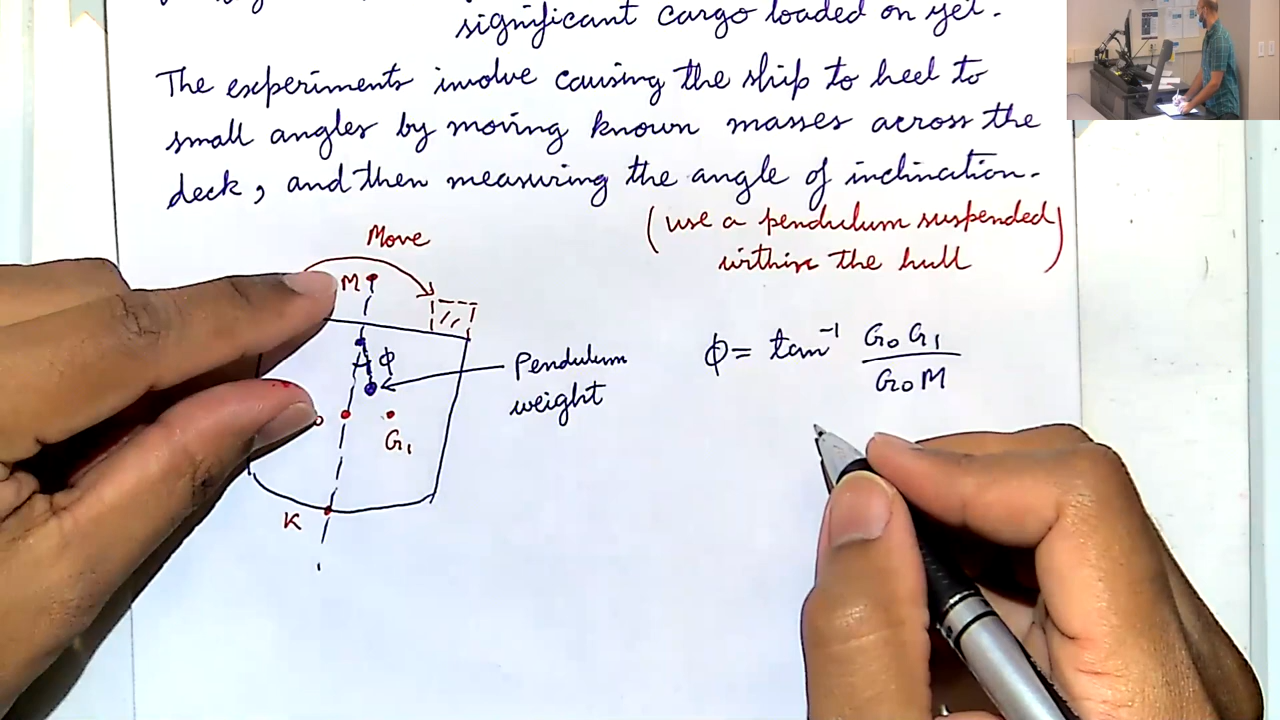 significant cargo loaded on yet.
The experiments involve causing the ship to heel to
small angles by moving known masses across the
deck, and then measuring the angle of inclination.
(use a pendulum suspended
within the hull)
Move
M
ϕ
Pendulum
weight
G₁
K
ϕ = tan⁻¹ G₀G₁ / G₀M